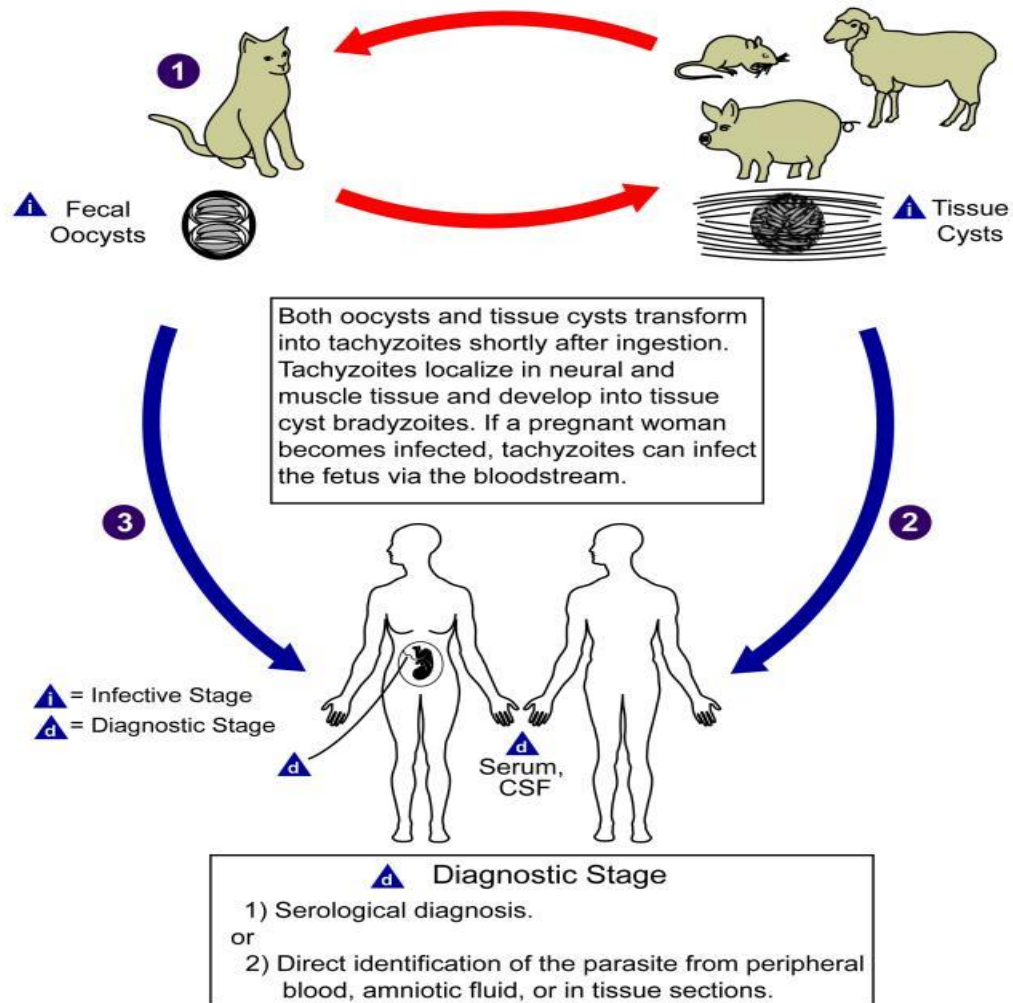 1
i Fecal
Oocysts
i Tissue
Cysts
Both oocysts and tissue cysts transform
into tachyzoites shortly after ingestion.
Tachyzoites localize in neural and
muscle tissue and develop into tissue
cyst bradyzoites. If a pregnant woman
becomes infected, tachyzoites can infect
the fetus via the bloodstream.
3
2
i = Infective Stage
d = Diagnostic Stage
d
d
Serum,
CSF
d Diagnostic Stage
1) Serological diagnosis.
or
2) Direct identification of the parasite from peripheral
blood, amniotic fluid, or in tissue sections.